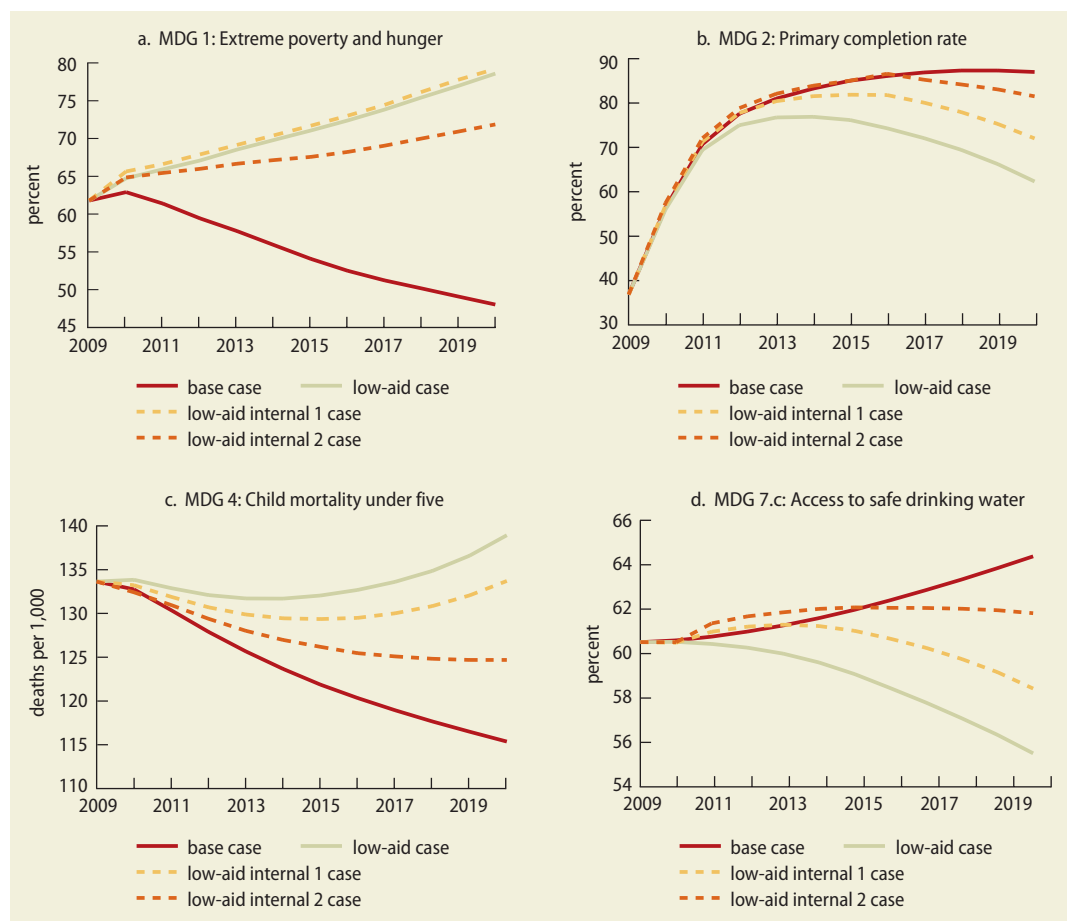 a. MDG 1: Extreme poverty and hunger
80
75
70
65
60
55
50
45
percent
2009 2011 2013 2015 2017 2019
base case low-aid case
low-aid internal 1 case
low-aid internal 2 case
b. MDG 2: Primary completion rate
90
80
70
60
50
40
30
percent
2009 2011 2013 2015 2017 2019
base case low-aid case
low-aid internal 1 case
low-aid internal 2 case
c. MDG 4: Child mortality under five
140
135
130
125
120
115
110
deaths per 1,000
2009 2011 2013 2015 2017 2019
base case low-aid case
low-aid internal 1 case
low-aid internal 2 case
d. MDG 7.c: Access to safe drinking water
66
64
62
60
58
56
54
percent
2009 2011 2013 2015 2017 2019
base case low-aid case
low-aid internal 1 case
low-aid internal 2 case